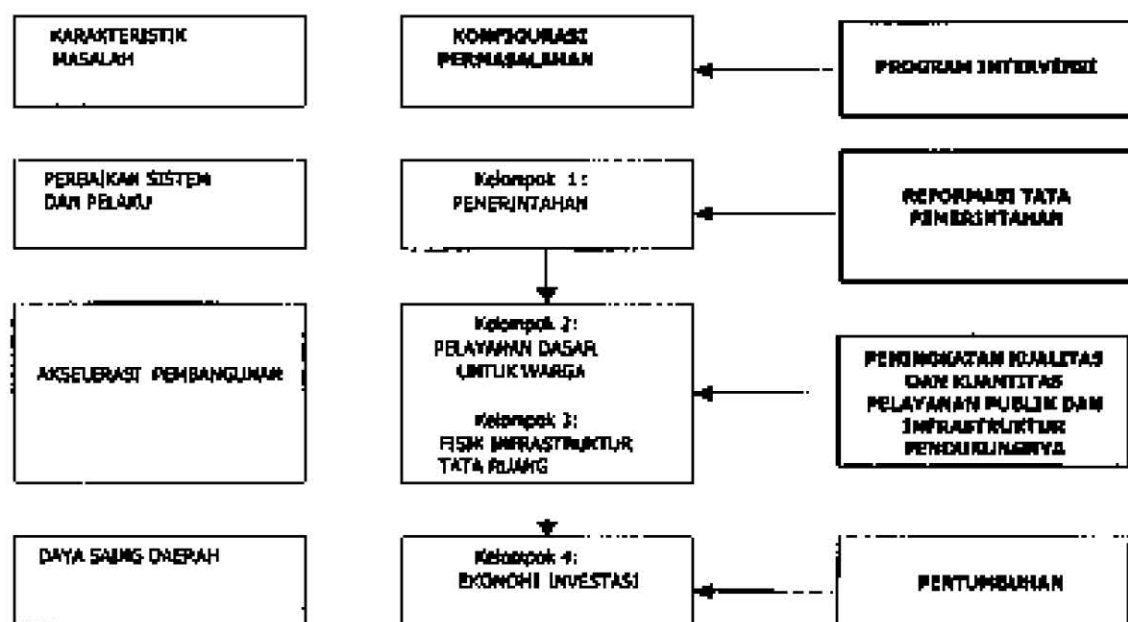 KARAKTERISTIK
MASALAH
KONFIGURASI
PERMASALAHAN
PROGRAM INTERVENSI
PERBAIKAN SISTEM
DAN PELAKU
Kelompok 1:
PENERINTAHAN
REFORMASI TATA
PEMERINTAHAN
AKSELERASI PEMBANGUNAN
Kelompok 2:
PELAYANAN DASAR
UNTUK WARGA
Kelompok 3:
FISIK INFRASTRUKTUR
TATA RUANG
PENINGKATAN KUALITAS
DAN KUANTITAS
PELAYANAN PUBLIK DAN
INFRASTRUKTUR
PENDUKUNGNYA
DAYA SAING DAERAH
Kelompok 4:
EKONOMI INVESTASI
PERTUMBUHAN